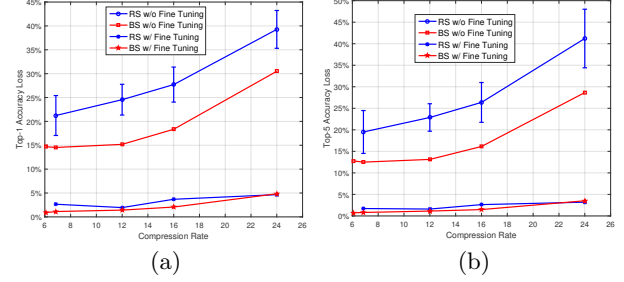 45%
40%
35%
30%
25%
20%
15%
10%
5%
0%
Top-1 Accuracy Loss
RS w/o Fine Tuning
BS w/o Fine Tuning
RS w/ Fine Tuning
BS w/ Fine Tuning
6 8 10 12 14 16 18 20 22 24 26
Compression Rate
(a)
50%
45%
40%
35%
30%
25%
20%
15%
10%
5%
0%
Top-5 Accuracy Loss
RS w/o Fine Tuning
BS w/o Fine Tuning
RS w/ Fine Tuning
BS w/ Fine Tuning
6 8 10 12 14 16 18 20 22 24 26
Compression Rate
(b)